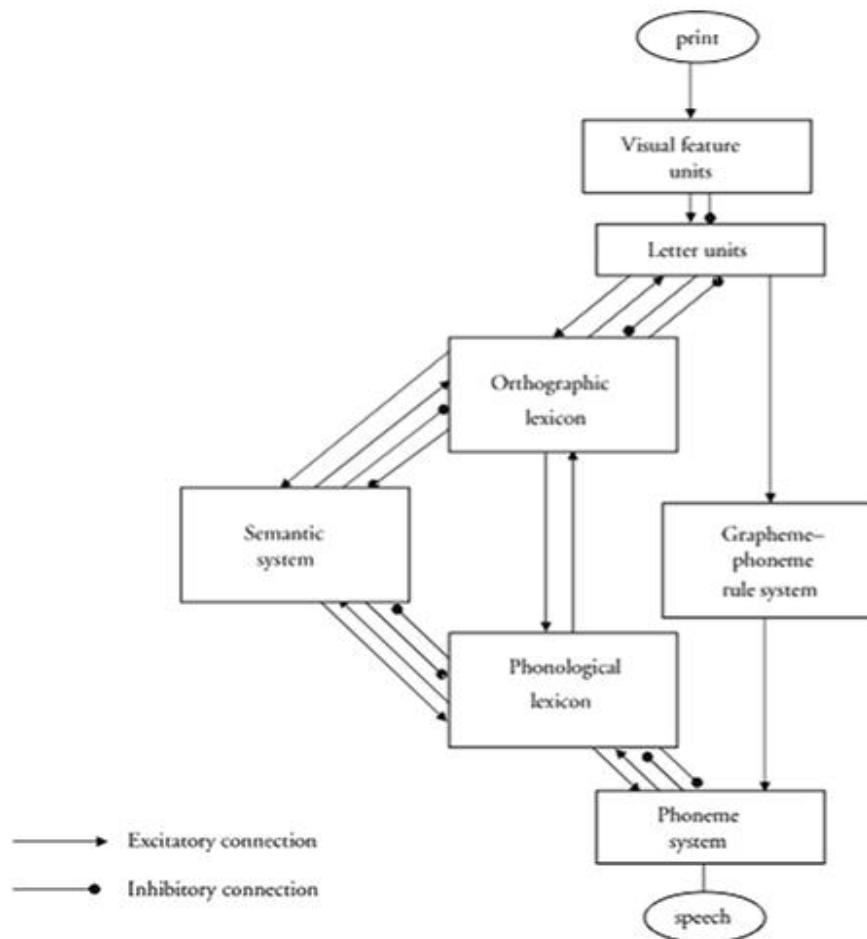 print
Visual feature
units
Letter units
Orthographic
lexicon
Semantic
system
Grapheme–
phoneme
rule system
Phonological
lexicon
Phoneme
system
Excitatory connection
Inhibitory connection
speech